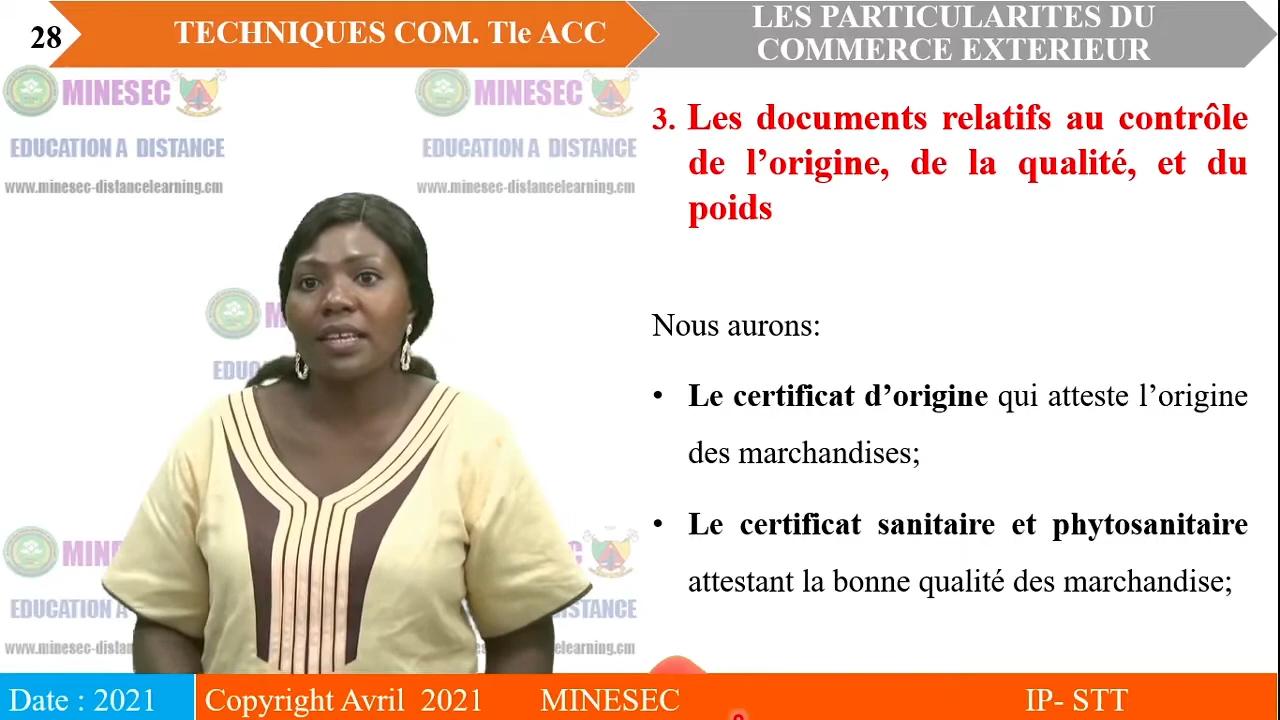 28
TECHNIQUES COM. Tle ACC
LES PARTICULARITES DU
COMMERCE EXTERIEUR
MINESEC
EDUCATION A DISTANCE
www.minesec-distancelearning.cm
MINESEC
EDUCATION A DISTANCE
www.minesec-distancelearning.cm
3. Les documents relatifs au contrôle
de l’origine, de la qualité, et du
poids
Nous aurons:
• Le certificat d’origine qui atteste l’origine
des marchandises;
• Le certificat sanitaire et phytosanitaire
attestant la bonne qualité des marchandise;
Date : 2021
Copyright Avril 2021
MINESEC
IP- STT